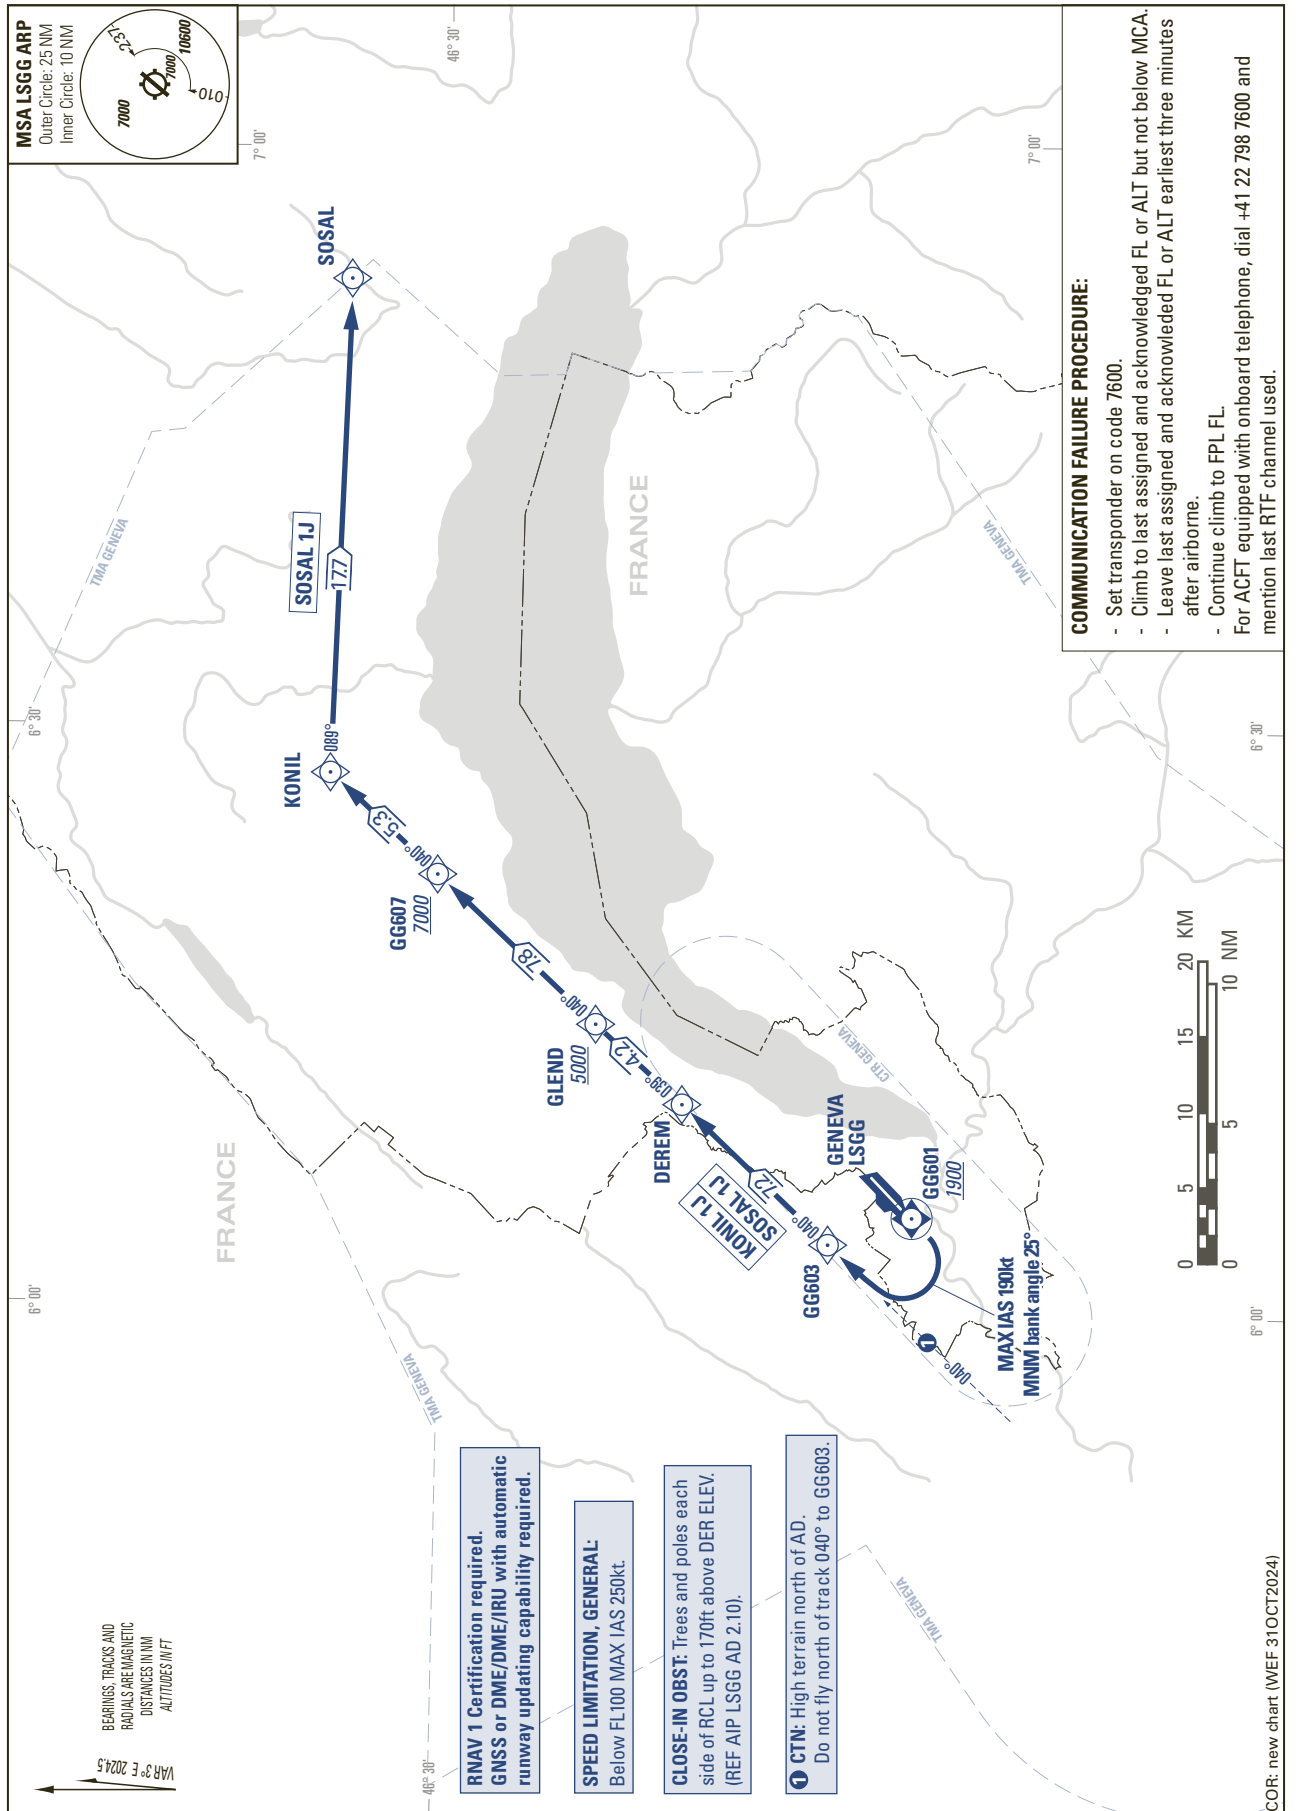 BEARINGS, TRACKS AND
RADIALS ARE MAGNETIC
DISTANCES IN NM
ALTITUDES IN FT
VAR 3° E 2024.5
MSA LSGG ARP
Outer Circle: 25 NM
Inner Circle: 10 NM
7000
237
7000
10600
010
46° 30'
6° 00'
6° 30'
7° 00'
46° 30'
FRANCE
TMA GENEVA
TMA GENEVA
RNAV 1 Certification required.
GNSS or DME/DME/IRU with automatic
runway updating capability required.
SPEED LIMITATION, GENERAL:
Below FL100 MAX IAS 250kt.
CLOSE-IN OBST: Trees and poles each
side of RCL up to 170ft above DER ELEV.
(REF AIP LSGG AD 2.10).
1 CTN: High terrain north of AD.
Do not fly north of track 040° to GG603.
KONIL
089°
SOSAL 1J
17.7
SOSAL
5.3
040°
GG607
7000
7.8
040°
GLEND
5000
4.2
039°
DEREM
KONIL 1J
SOSAL 1J
7.2
040°
GG603
GENEVA
LSGG
GG601
1900
1
040°
MAX IAS 190kt
MNM bank angle 25°
CTR GENEVA
FRANCE
TMA GENEVA
TMA GENEVA
0 5 10 15 20 KM
0 5 10 NM
6° 00'
6° 30'
7° 00'
COMMUNICATION FAILURE PROCEDURE:
- Set transponder on code 7600.
- Climb to last assigned and acknowledged FL or ALT but not below MCA.
- Leave last assigned and acknowleded FL or ALT earliest three minutes
after airborne.
- Continue climb to FPL FL.
For ACFT equipped with onboard telephone, dial +41 22 798 7600 and
mention last RTF channel used.
COR: new chart (WEF 31OCT2024)